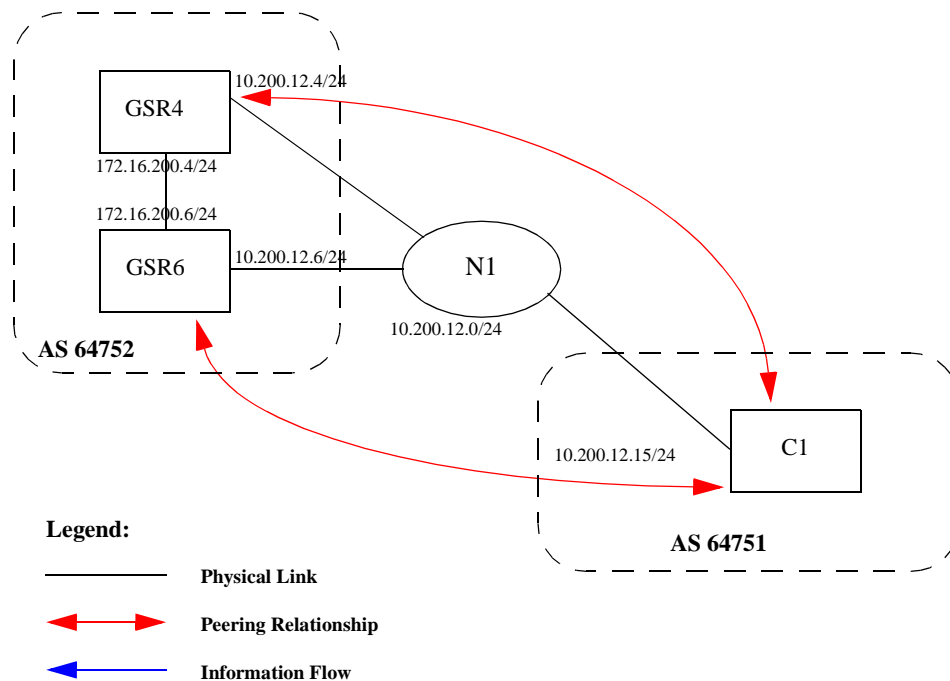 10.200.12.4/24
GSR4
172.16.200.4/24
172.16.200.6/24
GSR6
10.200.12.6/24
N1
10.200.12.0/24
AS 64752
C1
10.200.12.15/24
AS 64751
Legend:
Physical Link
Peering Relationship
Information Flow